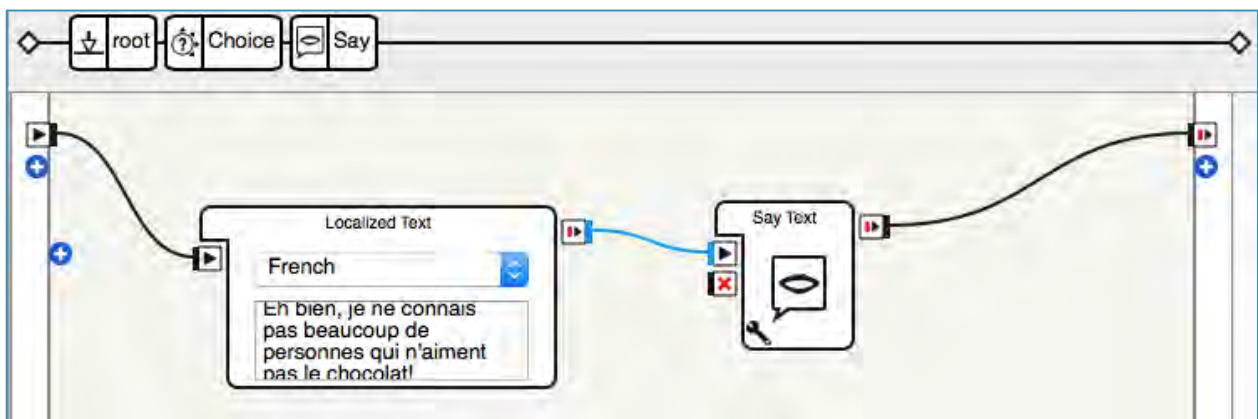 root Choice Say
Localized Text
Say Text
French
Eh bien, je ne connais
pas beaucoup de
personnes qui n'aiment
pas le chocolat!